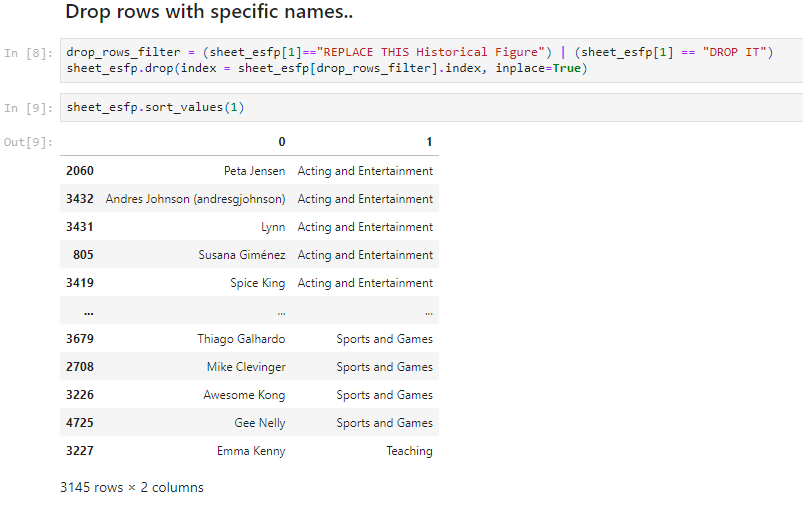 Drop rows with specific names..
In [8]: drop_rows_filter = (sheet_esfp[1]=="REPLACE THIS Historical Figure") | (sheet_esfp[1] == "DROP IT")
sheet_esfp.drop(index = sheet_esfp[drop_rows_filter].index, inplace=True)
In [9]: sheet_esfp.sort_values(1)
Out[9]:
0 1
2060 Peta Jensen Acting and Entertainment
3432 Andres Johnson (andresgjohnson) Acting and Entertainment
3431 Lynn Acting and Entertainment
805 Susana Giménez Acting and Entertainment
3419 Spice King Acting and Entertainment
... ... ...
3679 Thiago Galhardo Sports and Games
2708 Mike Clevinger Sports and Games
3226 Awesome Kong Sports and Games
4725 Gee Nelly Sports and Games
3227 Emma Kenny Teaching
3145 rows × 2 columns